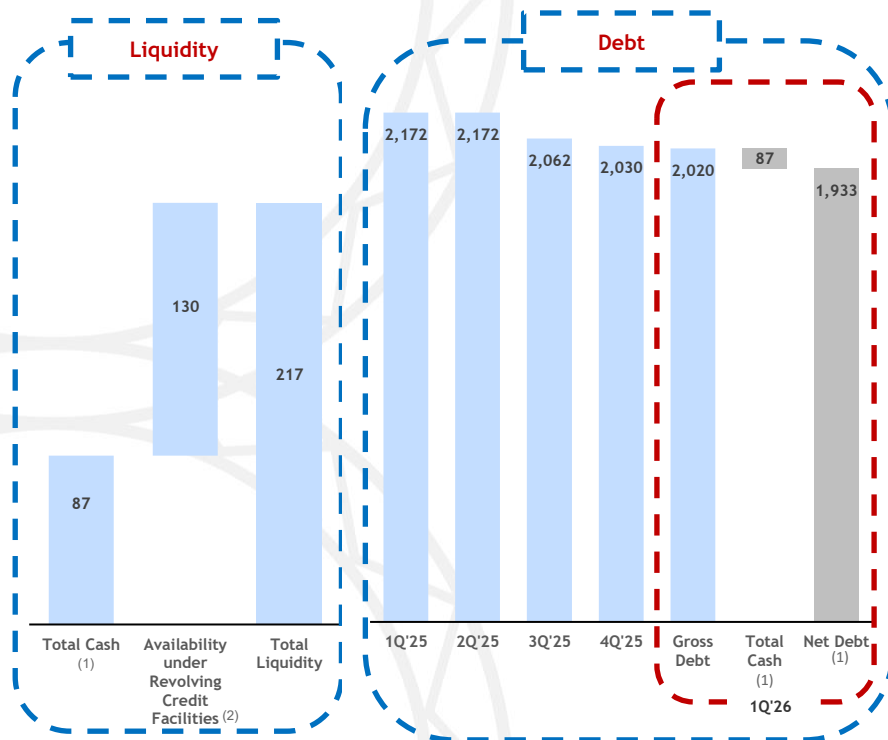 Liquidity
87
130
217
Total Cash
(1)
Availability
under
Revolving
Credit
Facilities (2)
Total
Liquidity
Debt
2,172
2,172
2,062
2,030
2,020
87
1,933
1Q'25
2Q'25
3Q'25
4Q'25
Gross
Debt
Total
Cash
(1)
Net Debt
(1)
1Q'26